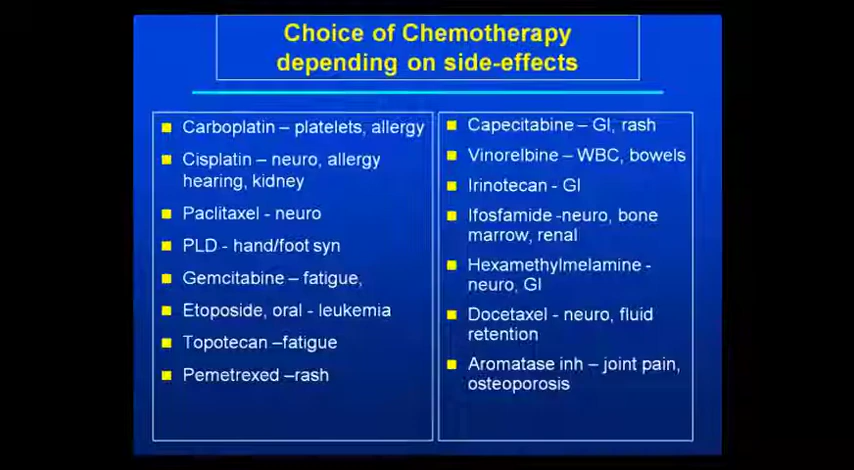 Choice of Chemotherapy
depending on side-effects
Carboplatin – platelets, allergy
Cisplatin – neuro, allergy
hearing, kidney
Paclitaxel - neuro
PLD - hand/foot syn
Gemcitabine – fatigue,
Etoposide, oral - leukemia
Topotecan –fatigue
Pemetrexed –rash
Capecitabine – GI, rash
Vinorelbine – WBC, bowels
Irinotecan - GI
Ifosfamide -neuro, bone
marrow, renal
Hexamethylmelamine -
neuro, GI
Docetaxel - neuro, fluid
retention
Aromatase inh – joint pain,
osteoporosis